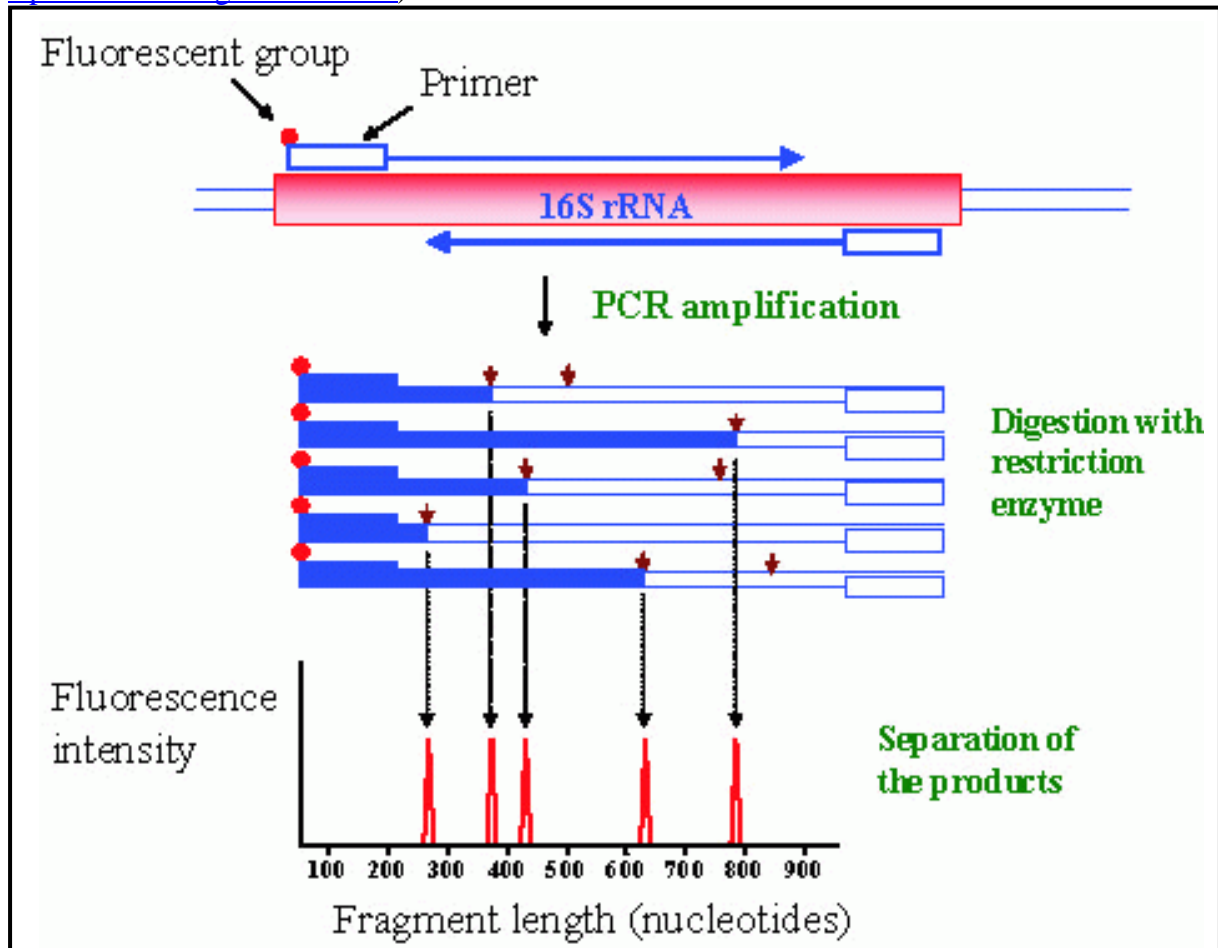 Fluorescent group
Primer
16S rRNA
PCR amplification
Digestion with
restriction
enzyme
Fluorescence
intensity
Separation of
the products
100 200 300 400 500 600 700 800 900
Fragment length (nucleotides)